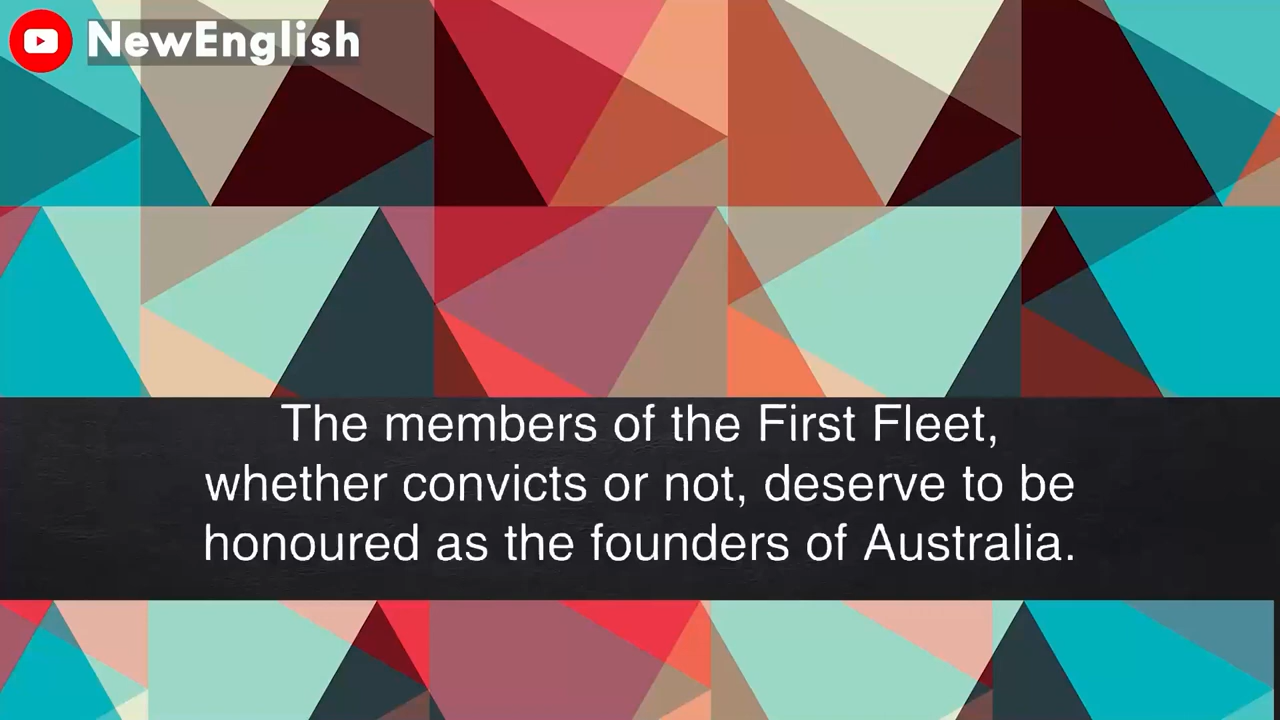 NewEnglish
The members of the First Fleet,
whether convicts or not, deserve to be
honoured as the founders of Australia.